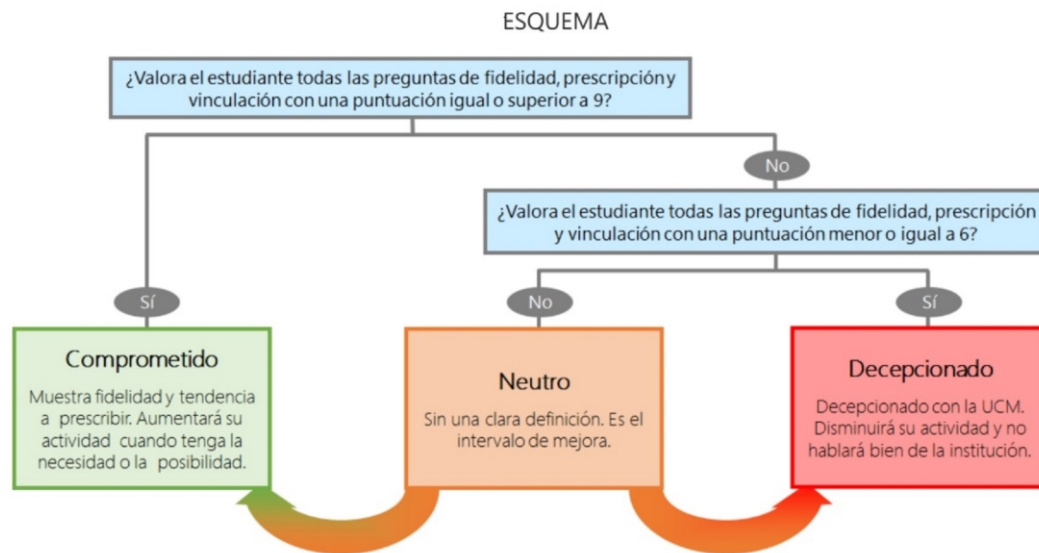 ESQUEMA
¿Valora el estudiante todas las preguntas de fidelidad, prescripción y
vinculación con una puntuación igual o superior a 9?
No
¿Valora el estudiante todas las preguntas de fidelidad, prescripción
y vinculación con una puntuación menor o igual a 6?
Sí
No
Sí
Comprometido
Muestra fidelidad y tendencia
a prescribir. Aumentará su
actividad cuando tenga la
necesidad o la posibilidad.
Neutro
Sin una clara definición. Es el
intervalo de mejora.
Decepcionado
Decepcionado con la UCM.
Disminuirá su actividad y no
hablará bien de la institución.